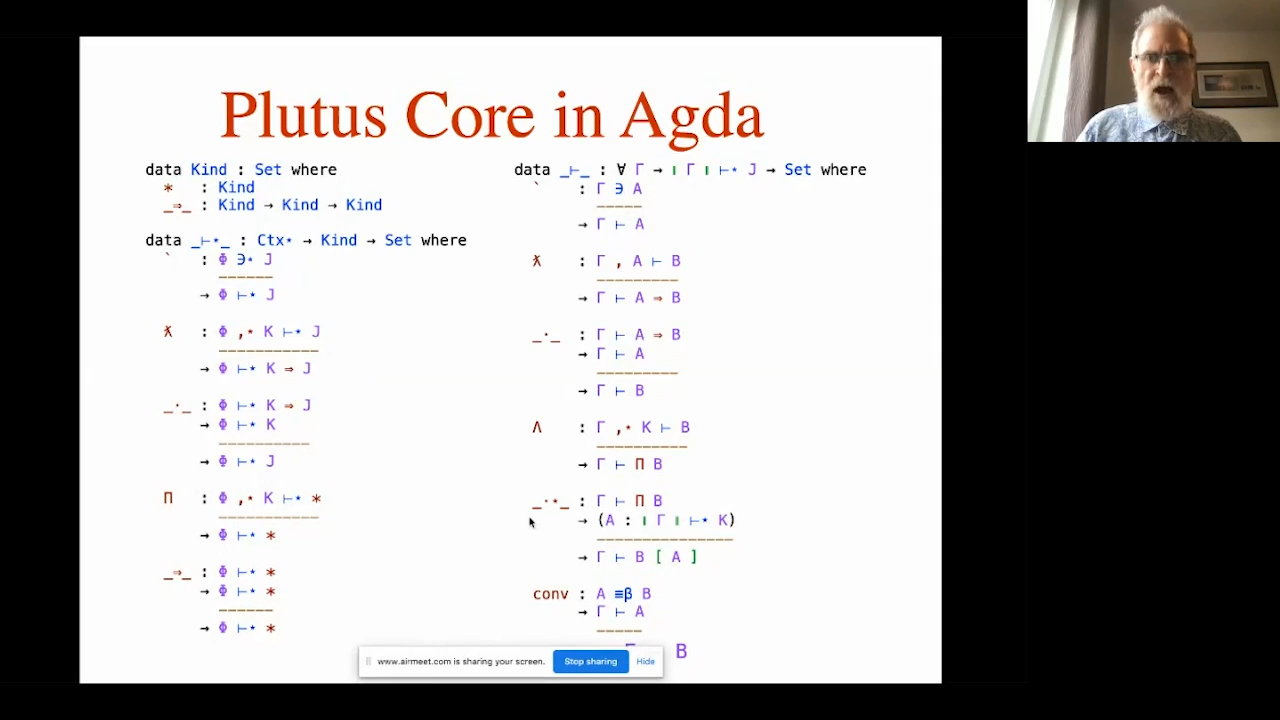 Plutus Core in Agda
data Kind : Set where
* : Kind
_⇒_ : Kind → Kind → Kind
data _⊢⋆_ : Ctx⋆ → Kind → Set where
` : Φ ∋⋆ J
------
→ Φ ⊢⋆ J
ƛ : Φ ,⋆ K ⊢⋆ J
-----------
→ Φ ⊢⋆ K ⇒ J
_·_ : Φ ⊢⋆ K ⇒ J
→ Φ ⊢⋆ K
----------
→ Φ ⊢⋆ J
Π : Φ ,⋆ K ⊢⋆ *
-----------
→ Φ ⊢⋆ *
_⇒_ : Φ ⊢⋆ *
→ Φ ⊢⋆ *
------
→ Φ ⊢⋆ *
data _⊢_ : ∀ Γ → ∥ Γ ∥ ⊢⋆ J → Set where
` : Γ ∋ A
-----
→ Γ ⊢ A
ƛ : Γ , A ⊢ B
---------
→ Γ ⊢ A ⇒ B
_·_ : Γ ⊢ A ⇒ B
→ Γ ⊢ A
---------
→ Γ ⊢ B
Λ : Γ ,⋆ K ⊢ B
----------
→ Γ ⊢ Π B
_·⋆_ : Γ ⊢ Π B
→ (A : ∥ Γ ∥ ⊢⋆ K)
---------------
→ Γ ⊢ B [ A ]
conv : A ≡β B
→ Γ ⊢ A
-----
B
www.airmeet.com is sharing your screen. Stop sharing Hide